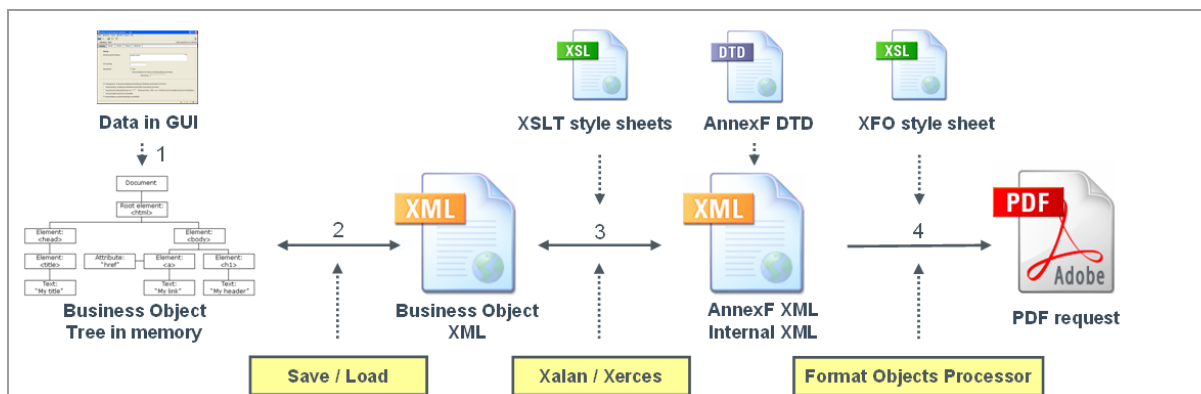 XSL
DTD
XSL
Data in GUI
XSLT style sheets
AnnexF DTD
XFO style sheet
1
Document
Root element:
<html>
Element:
<head>
Element:
<body>
Element:
<title>
Attribute:
"href"
Element:
<a>
Element:
<h1>
Text:
"My title"
Text:
"My link"
Text:
"My header"
2
XML
3
XML
4
PDF
Adobe
Business Object
Tree in memory
Business Object
XML
AnnexF XML
Internal XML
PDF request
Save / Load
Xalan / Xerces
Format Objects Processor